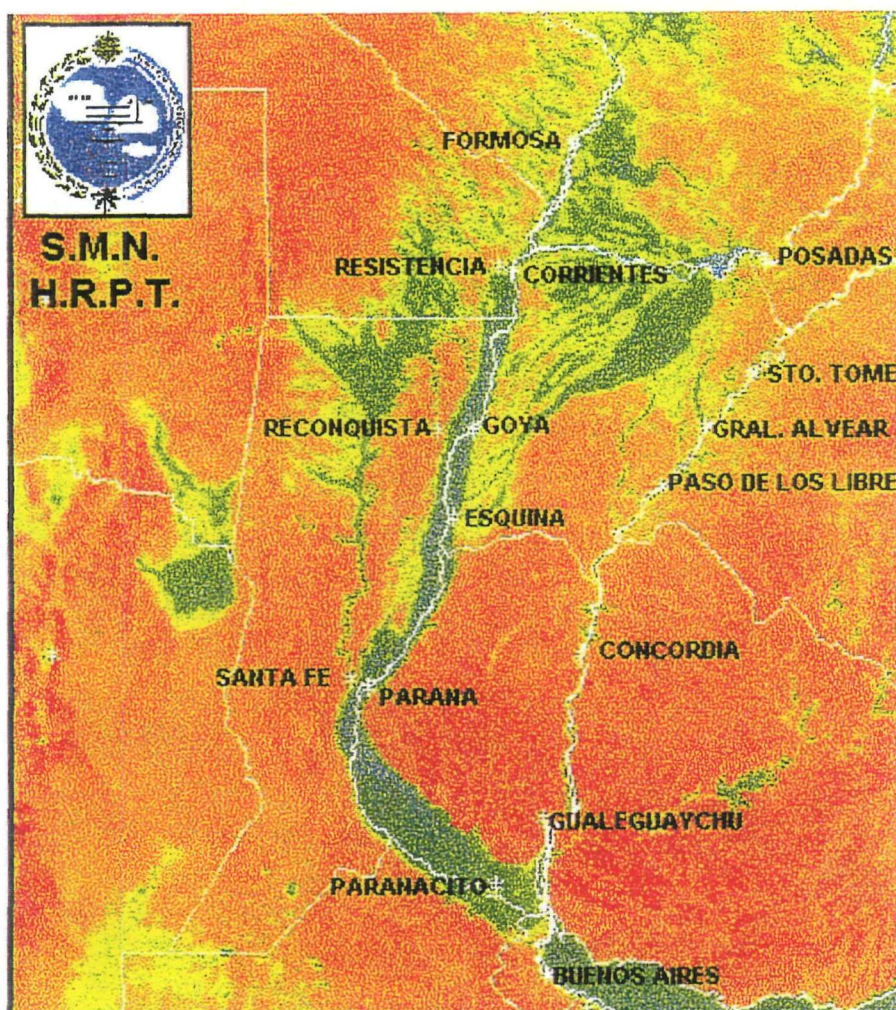 S.M.N.
H.R.P.T.
FORMOSA
RESISTENCIA
CORRIENTES
POSADAS
STO. TOME
RECONQUISTA
GOYA
GRAL. ALVEAR
PASO DE LOS LIBRE
ESQUINA
CONCORDIA
SANTA FE
PARANA
GUALEGUAYCHU
PARANACITO
BUENOS AIRES